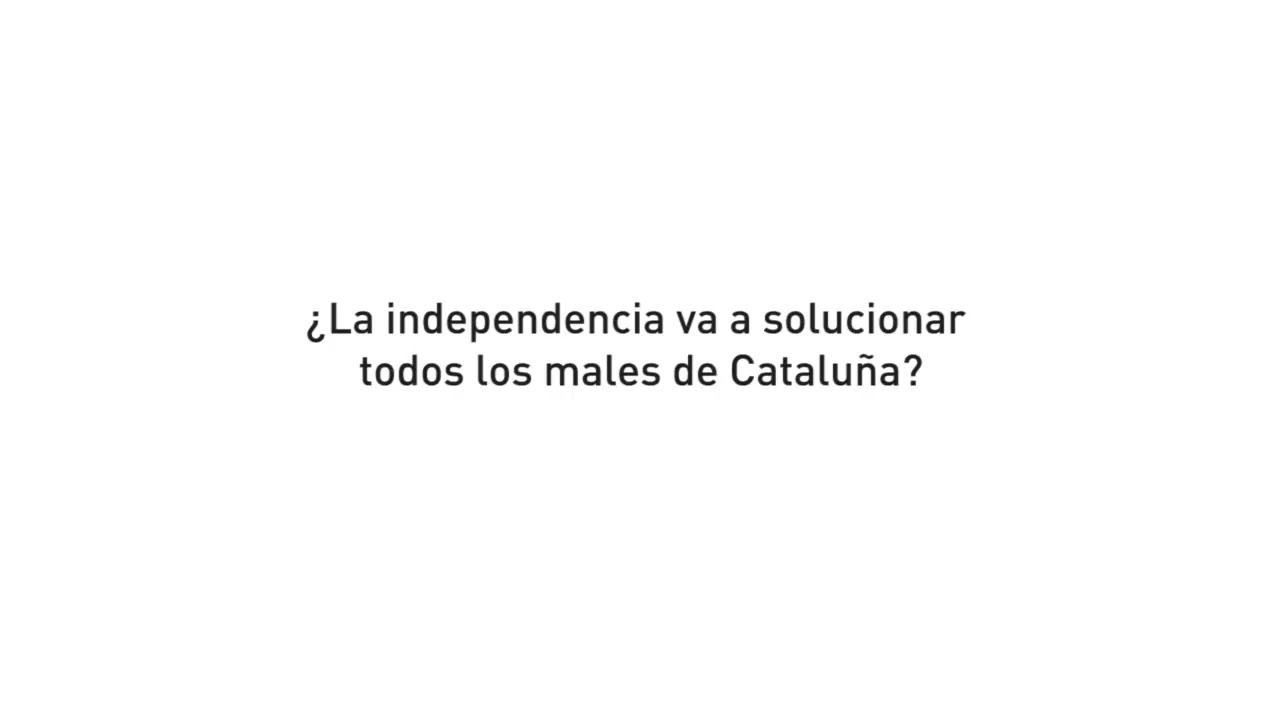 ¿La independencia va a solucionar
todos los males de Cataluña?